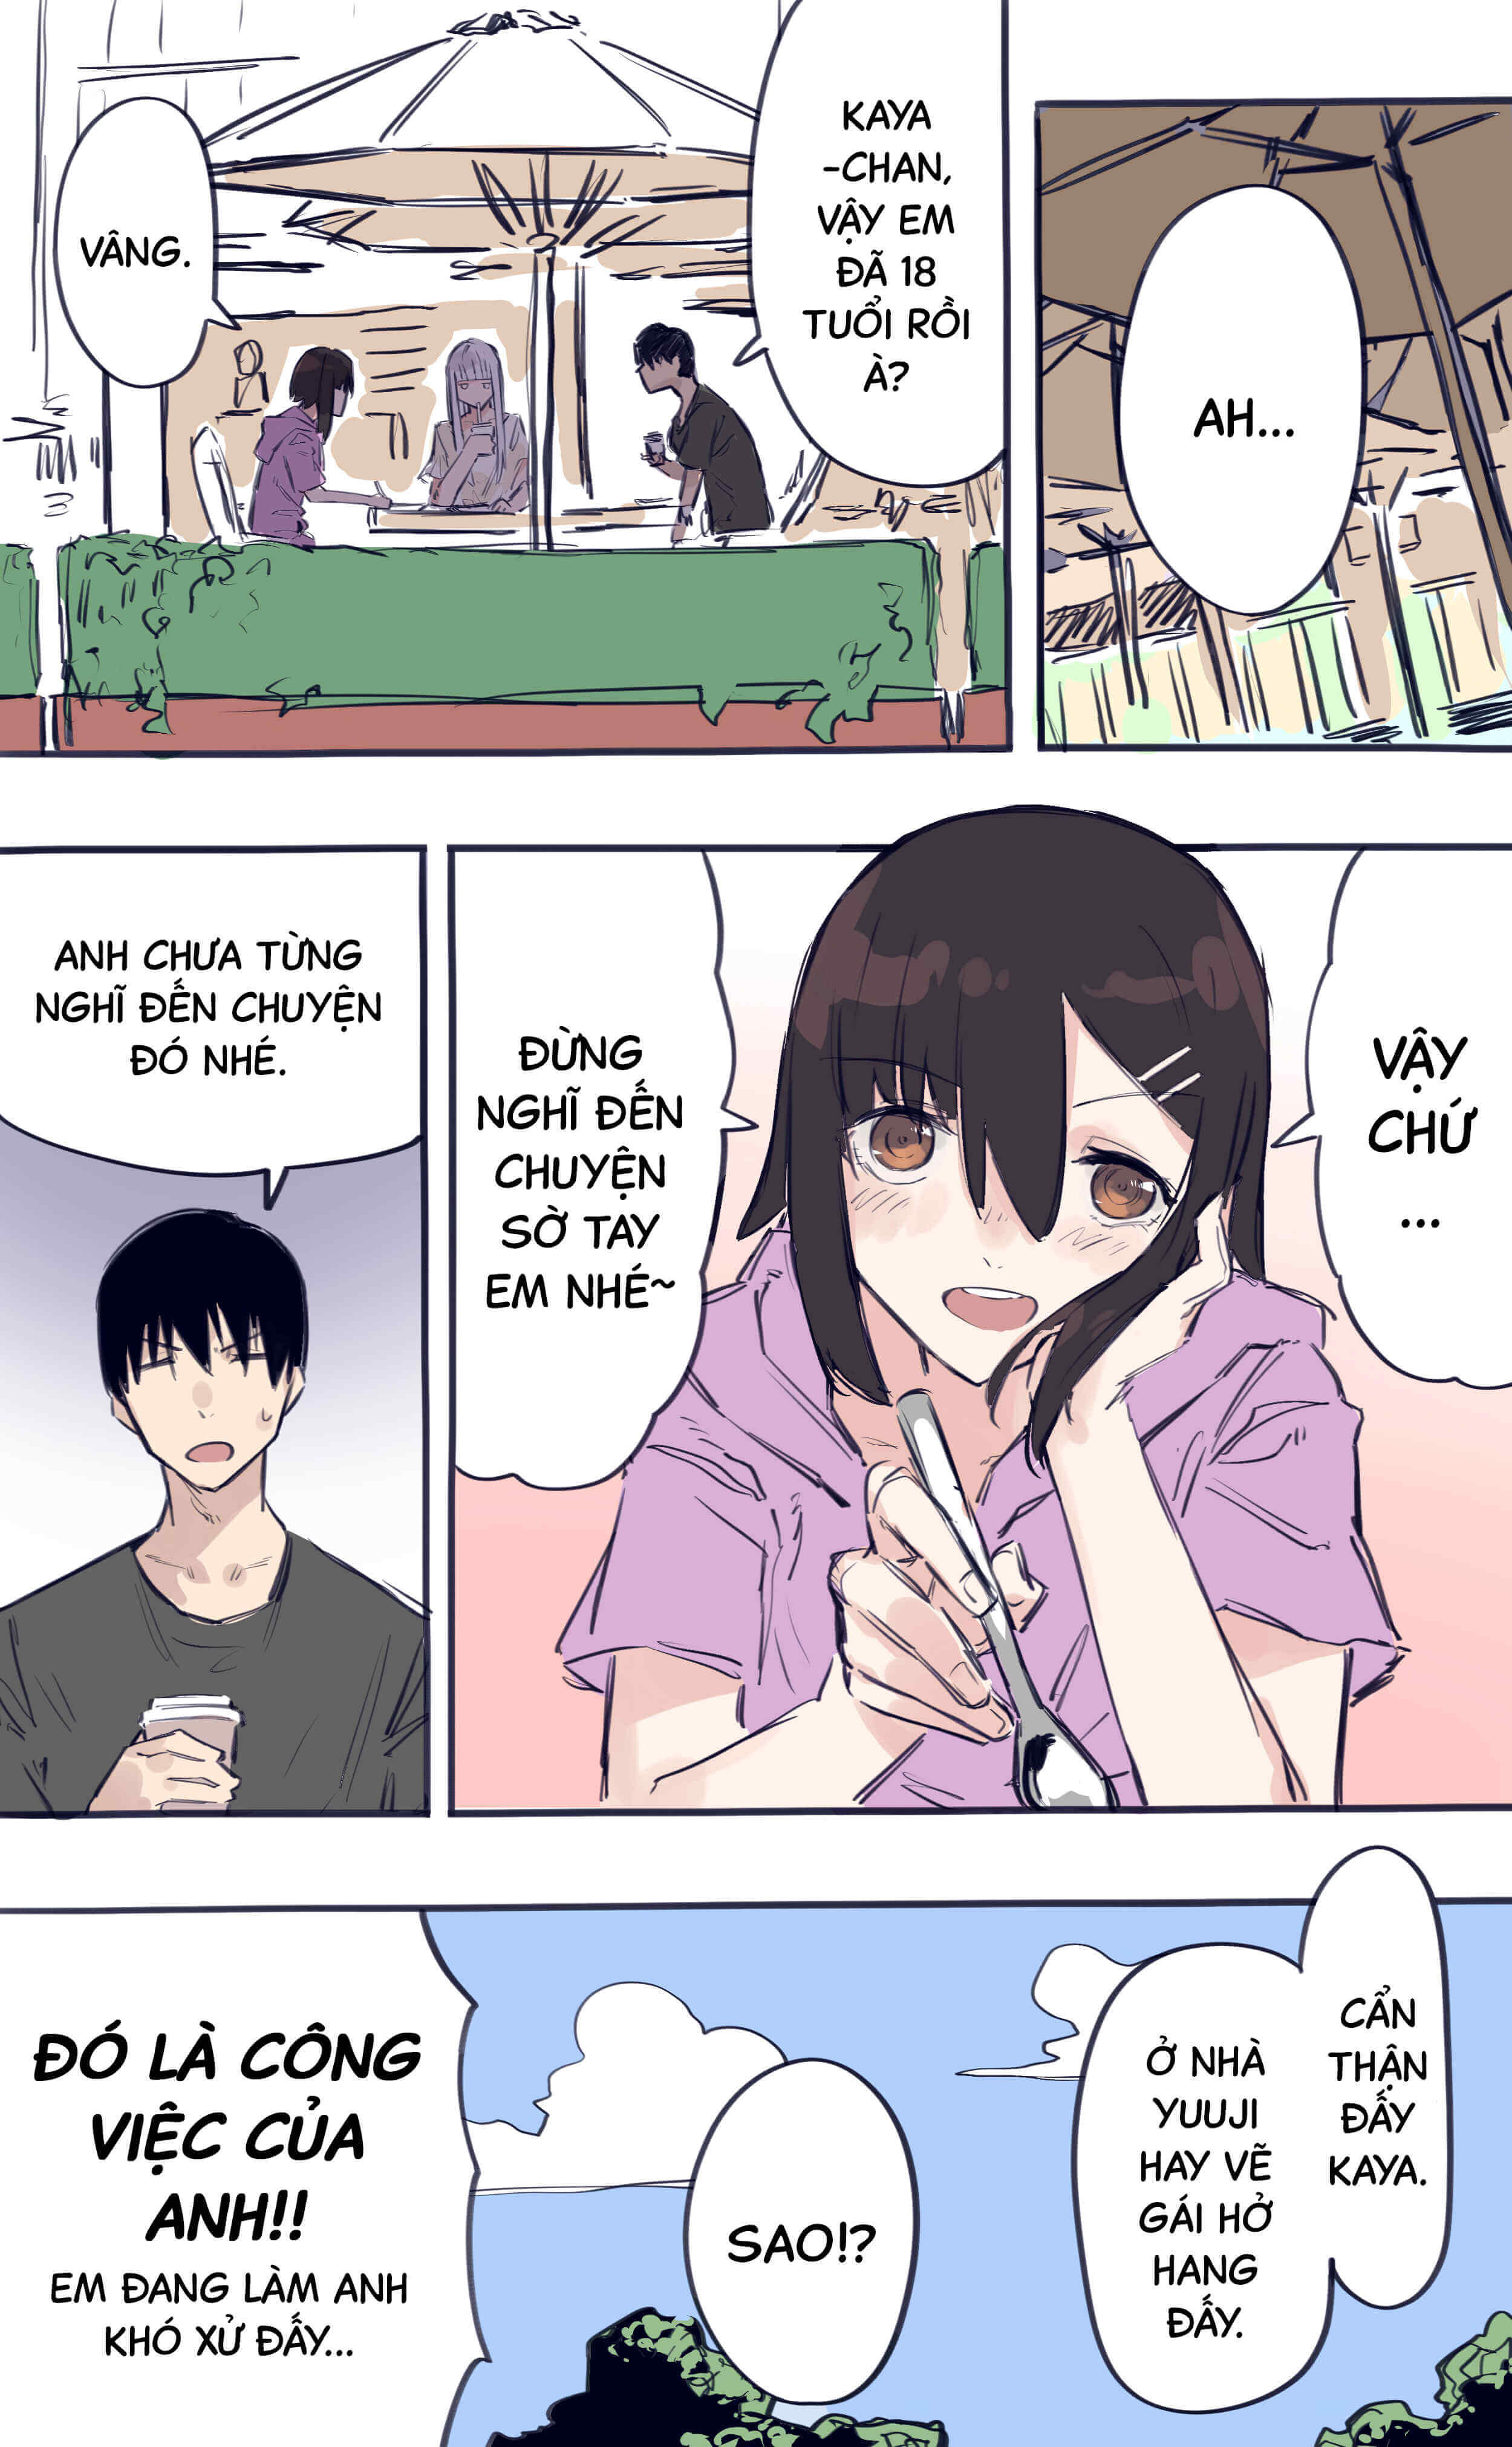 AH...
KAYA
-CHAN,
VẬY EM
ĐÃ 18
TUỔI RỒI
À?
VÂNG.
VẬY
CHỨ
...
ĐỪNG
NGHĨ ĐẾN
CHUYỆN
SỜ TAY
EM NHÉ~
ANH CHƯA TỪNG
NGHĨ ĐẾN CHUYỆN
ĐÓ NHÉ.
CẨN
THẬN
ĐẤY
KAYA.
Ở NHÀ
YUUJI
HAY VẼ
GÁI HỞ
HANG
ĐẤY.
SAO!?
ĐÓ LÀ CÔNG
VIỆC CỦA
ANH!!
EM ĐANG LÀM ANH
KHÓ XỬ ĐẤY...